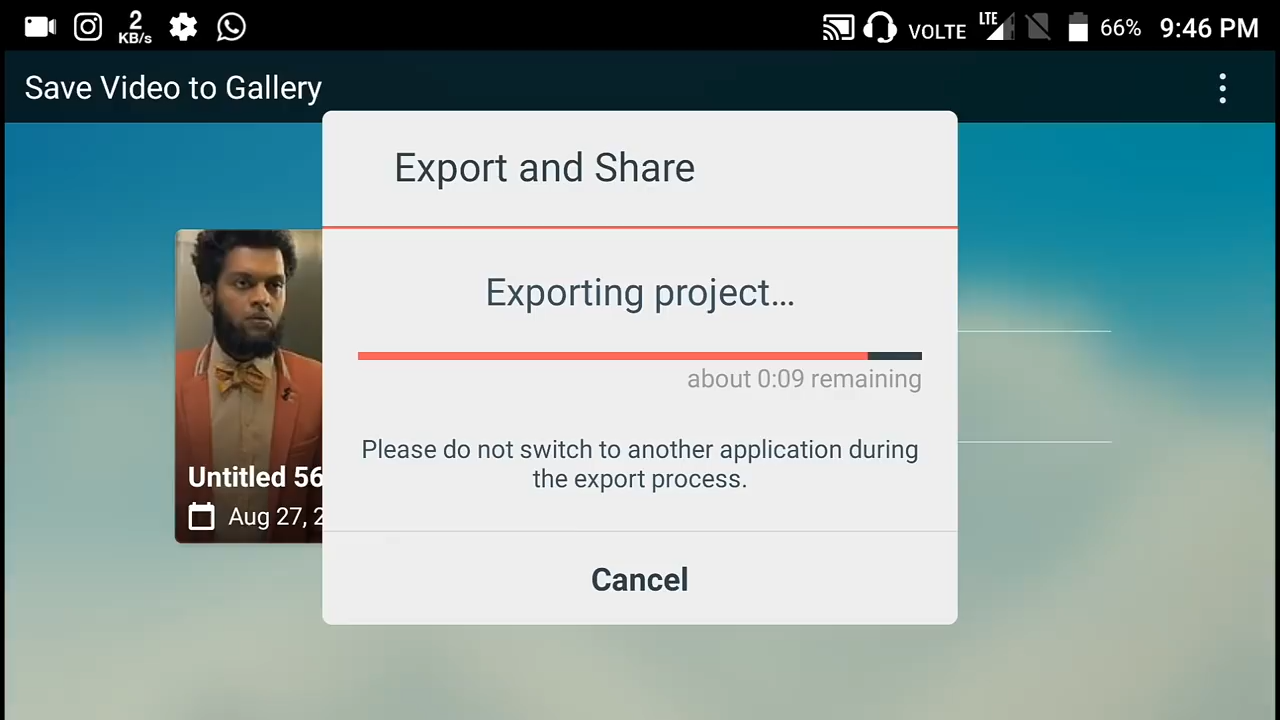 2
KB/s
VOLTE
LTE
66%
9:46 PM
Save Video to Gallery
Export and Share
Exporting project...
about 0:09 remaining
Please do not switch to another application during
the export process.
Cancel
Untitled 56
Aug 27, 2